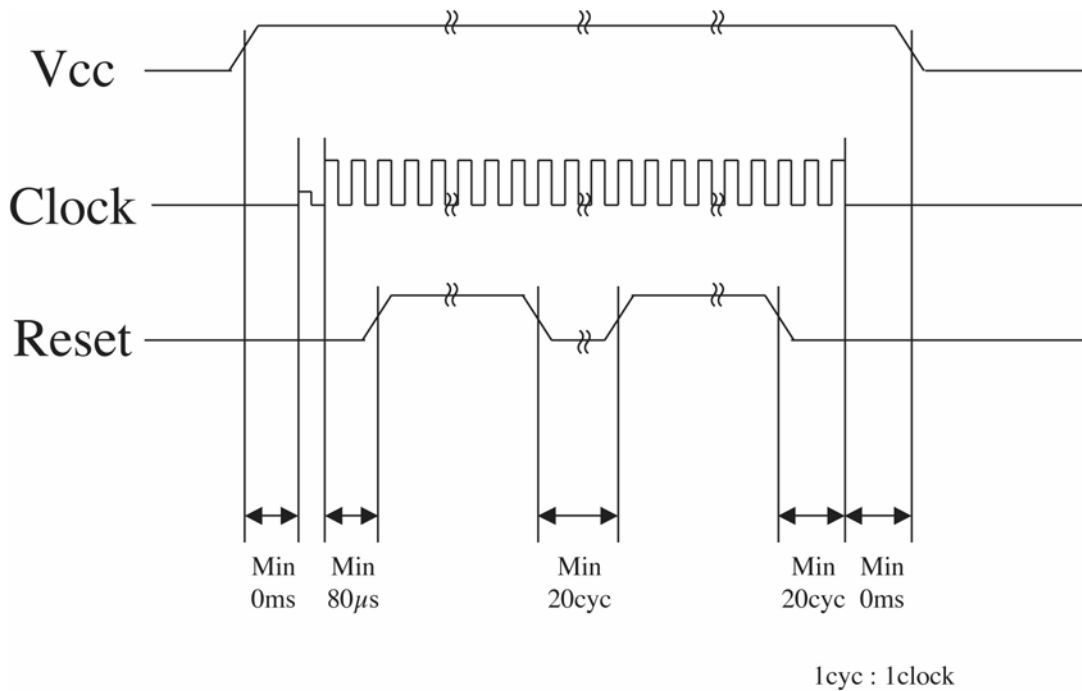 Vcc
Clock
Reset
Min Min Min Min Min
0ms 80µs 20cyc 20cyc 0ms
1cyc : 1clock